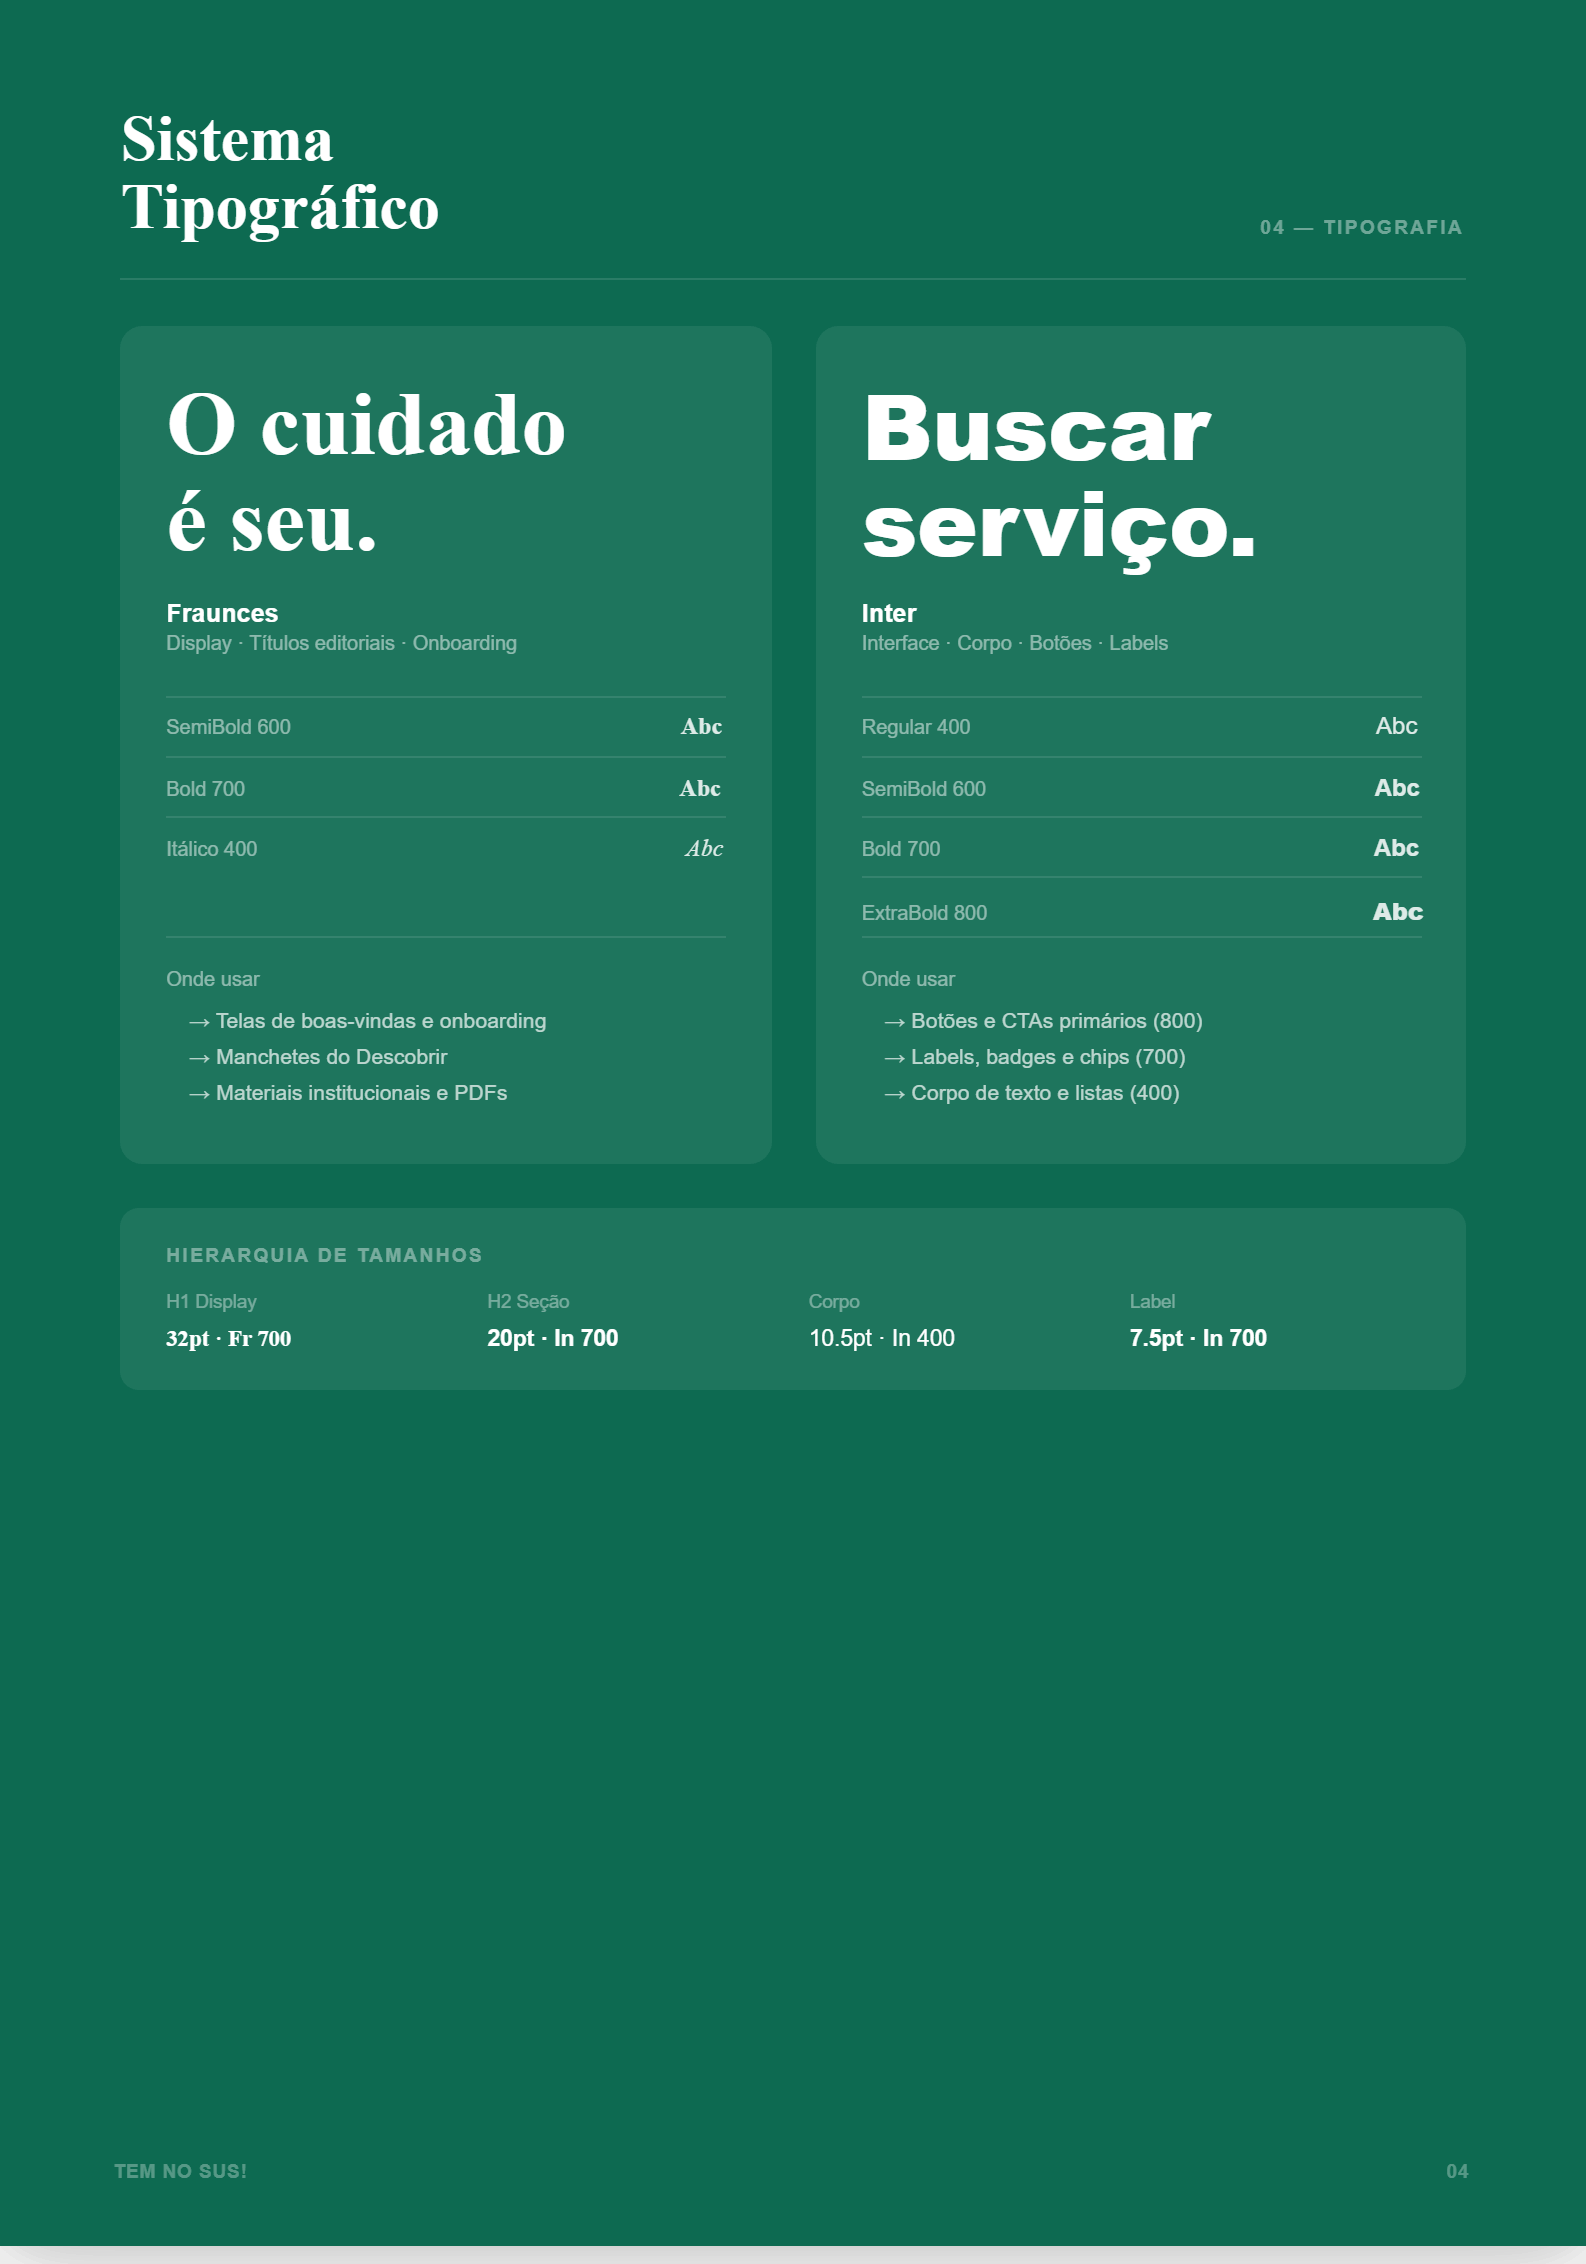 Sistema
Tipográfico
04 — TIPOGRAFIA
O cuidado
é seu.
Fraunces
Display · Títulos editoriais · Onboarding
SemiBold 600 Abc
Bold 700 Abc
Itálico 400 Abc
Onde usar
→ Telas de boas-vindas e onboarding
→ Manchetes do Descobrir
→ Materiais institucionais e PDFs
Buscar
serviço.
Inter
Interface · Corpo · Botões · Labels
Regular 400 Abc
SemiBold 600 Abc
Bold 700 Abc
ExtraBold 800 Abc
Onde usar
→ Botões e CTAs primários (800)
→ Labels, badges e chips (700)
→ Corpo de texto e listas (400)
HIERARQUIA DE TAMANHOS
H1 Display
32pt · Fr 700
H2 Seção
20pt · In 700
Corpo
10.5pt · In 400
Label
7.5pt · In 700
TEM NO SUS! 04